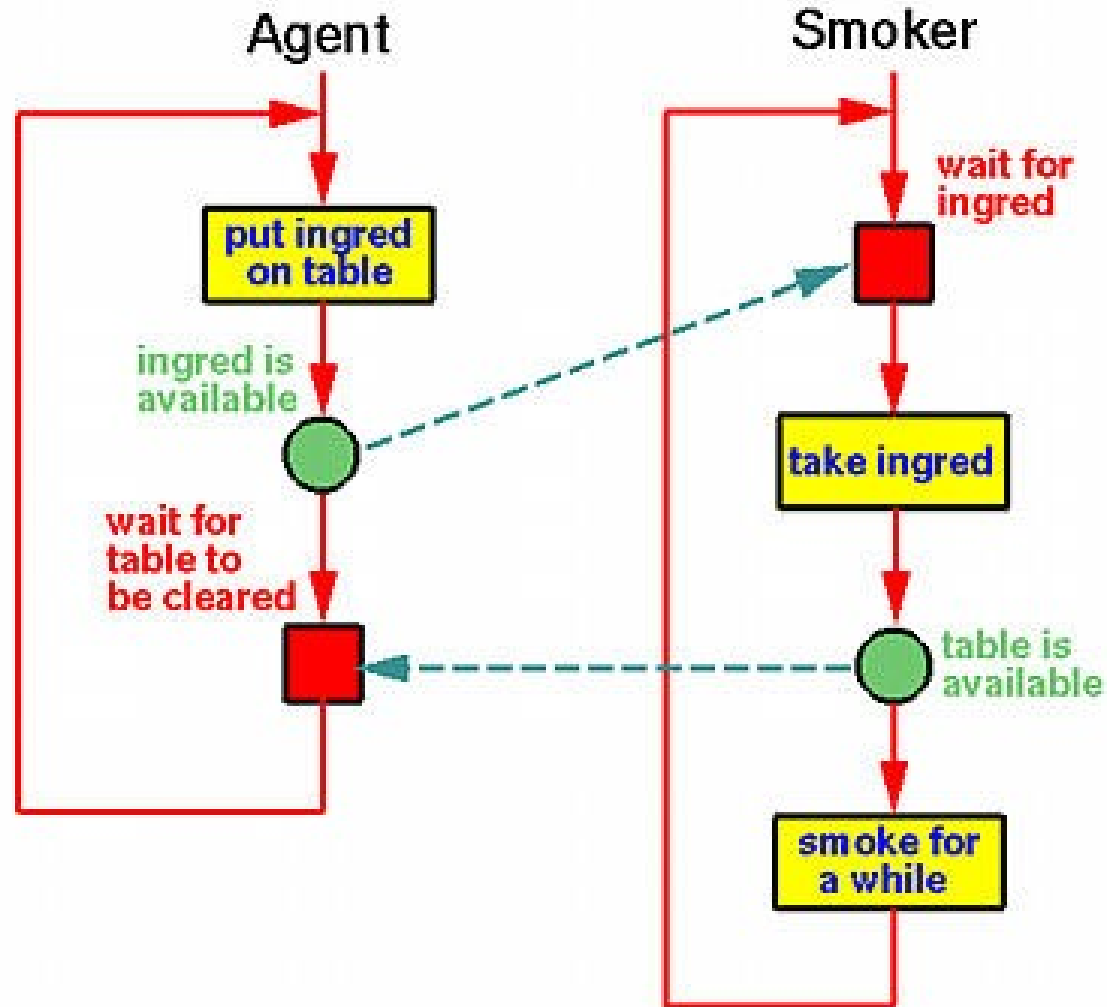 Agent
put ingred
on table
ingred is
available
wait for
table to
be cleared
Smoker
wait for
ingred
take ingred
table is
available
smoke for
a while